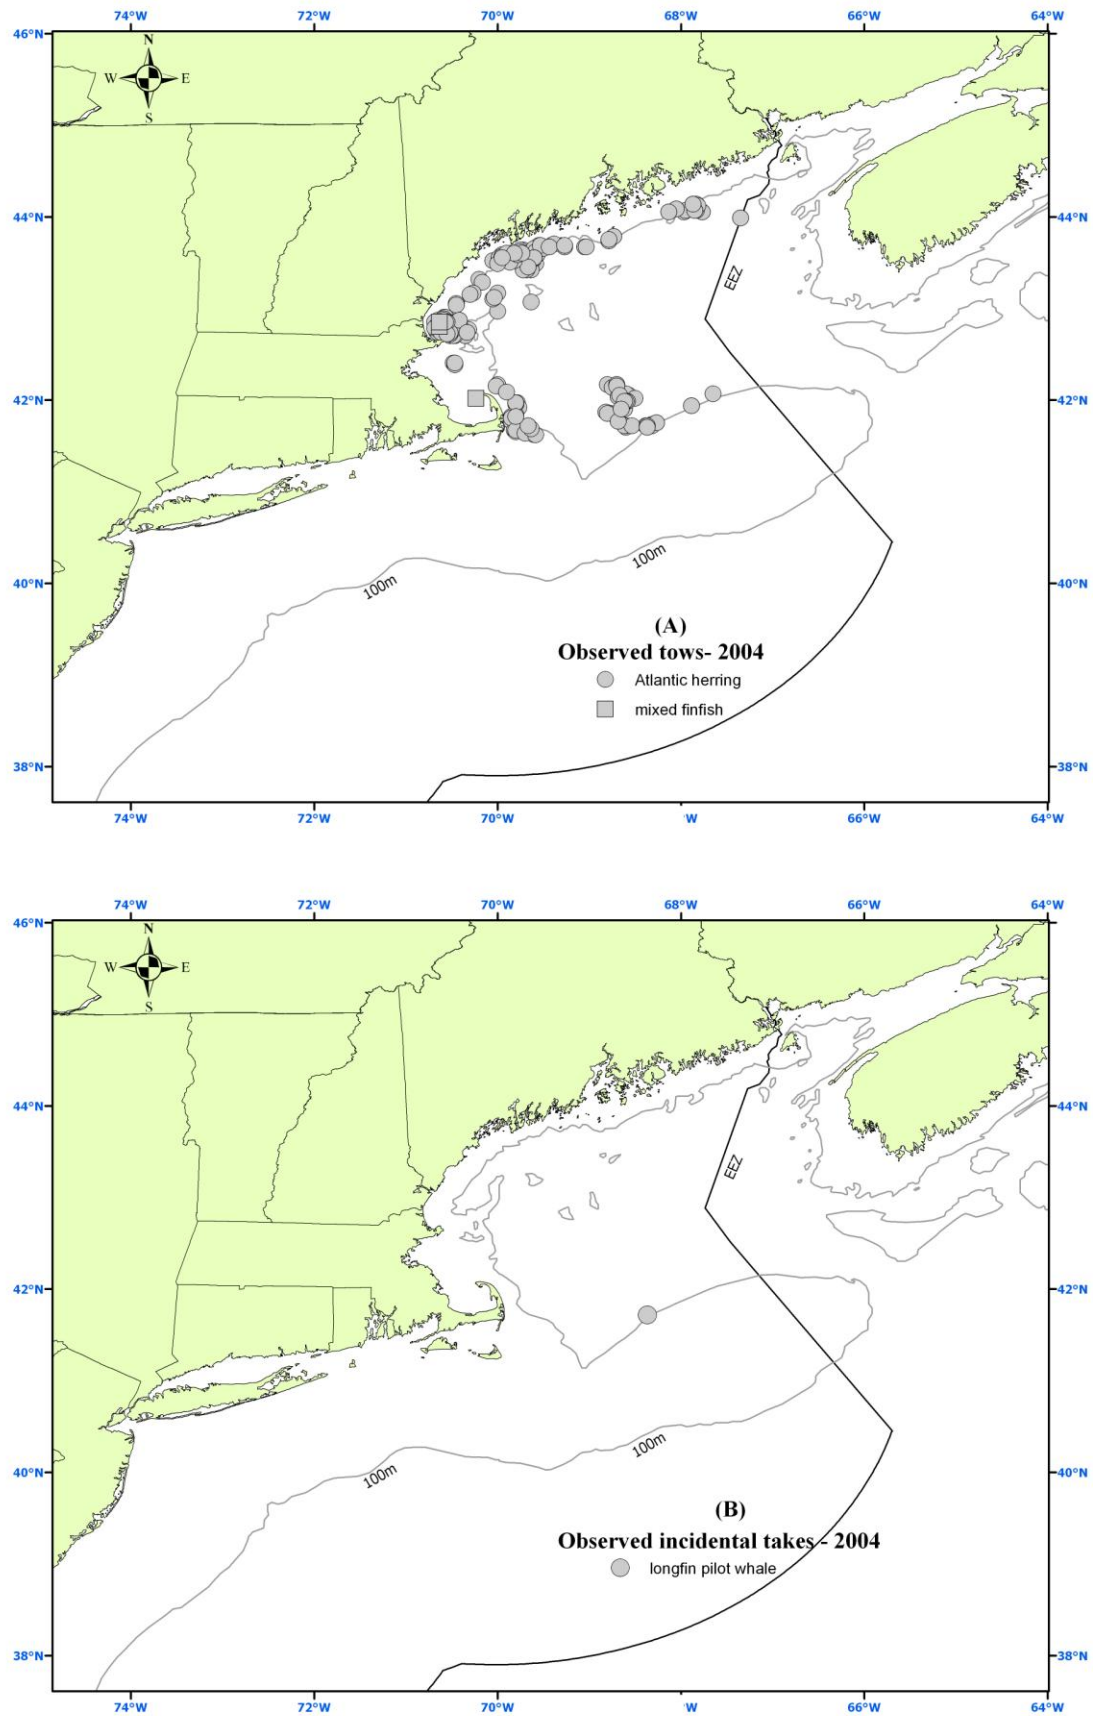 74°W 72°W 70°W 68°W 66°W 64°W
46°N
N
W E
S
44°N 44°N
EEZ
42°N 42°N
100m
100m
40°N 40°N
(A)
Observed tows- 2004
Atlantic herring
mixed finfish
38°N 38°N
74°W 72°W 70°W 'W 66°W 64°W
74°W 72°W 70°W 68°W 66°W 64°W
46°N
N
W E
S
44°N 44°N
EEZ
42°N 42°N
100m
100m
40°N 40°N
(B)
Observed incidental takes - 2004
longfin pilot whale
38°N 38°N
74°W 72°W 70°W W 66°W 64°W